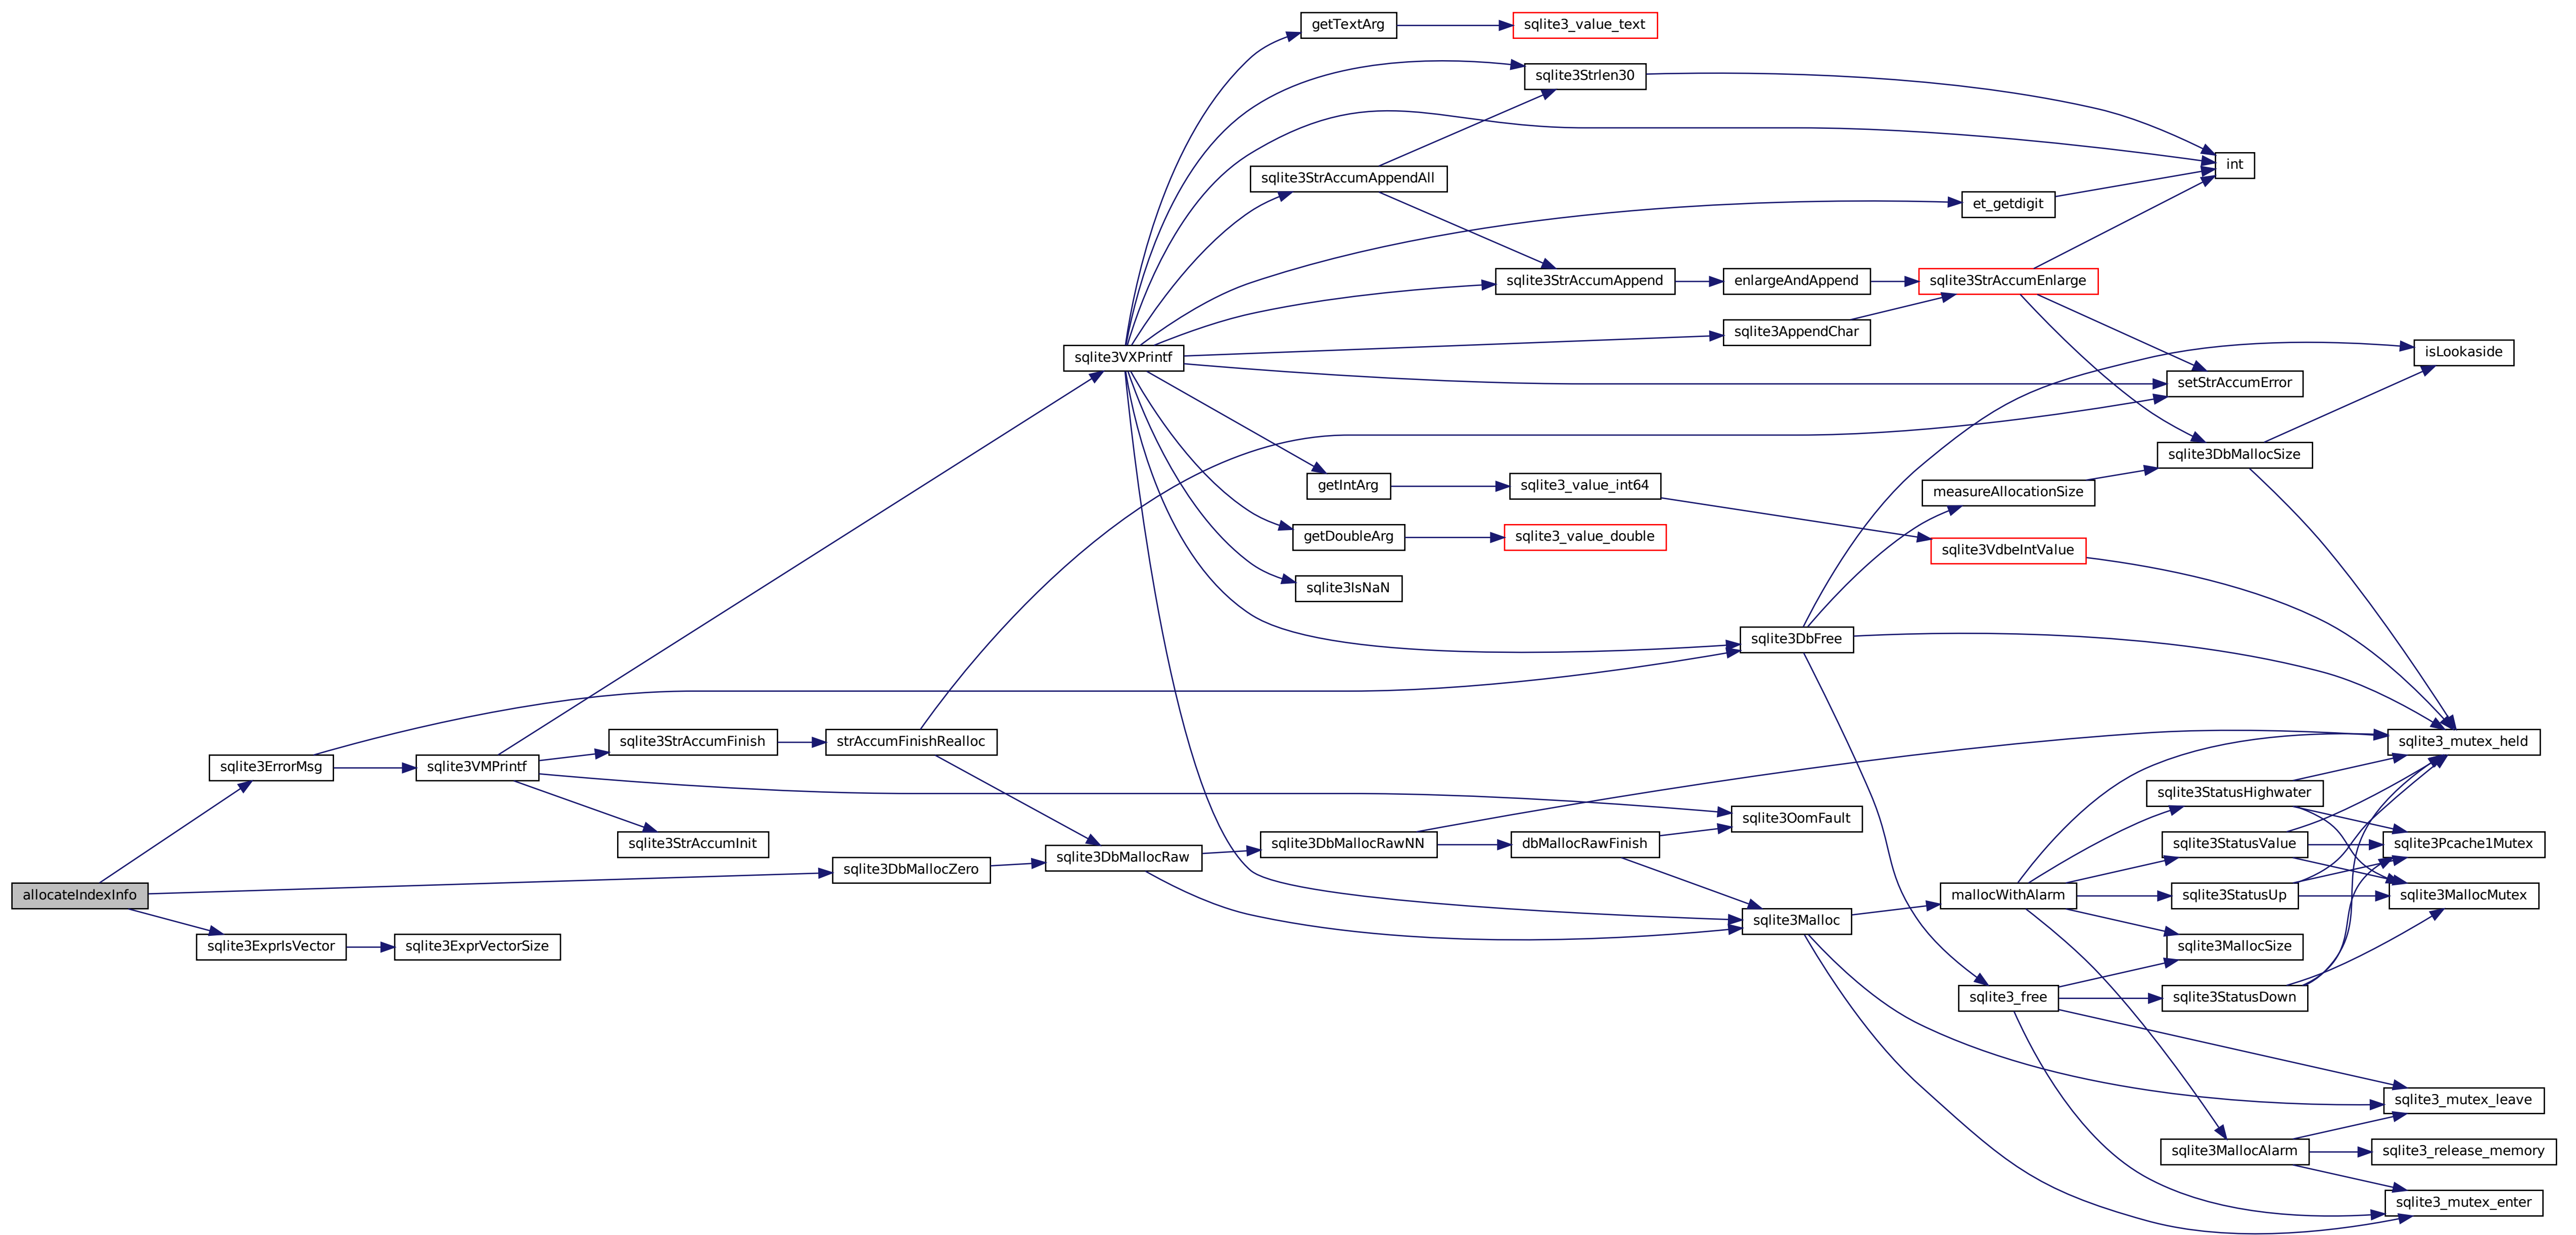 getTextArg
sqlite3_value_text
sqlite3Strlen30
int
sqlite3StrAccumAppendAll
et_getdigit
sqlite3StrAccumAppend
enlargeAndAppend
sqlite3StrAccumEnlarge
sqlite3AppendChar
isLookaside
sqlite3VXPrintf
setStrAccumError
sqlite3DbMallocSize
getIntArg
sqlite3_value_int64
measureAllocationSize
getDoubleArg
sqlite3_value_double
sqlite3VdbeIntValue
sqlite3IsNaN
sqlite3DbFree
sqlite3StrAccumFinish
strAccumFinishRealloc
sqlite3_mutex_held
sqlite3ErrorMsg
sqlite3VMPrintf
sqlite3StatusHighwater
sqlite3OomFault
sqlite3StrAccumInit
sqlite3DbMallocRawNN
dbMallocRawFinish
sqlite3StatusValue
sqlite3Pcache1Mutex
sqlite3DbMallocRaw
sqlite3DbMallocZero
allocateIndexInfo
mallocWithAlarm
sqlite3StatusUp
sqlite3MallocMutex
sqlite3Malloc
sqlite3ExprIsVector
sqlite3ExprVectorSize
sqlite3MallocSize
sqlite3_free
sqlite3StatusDown
sqlite3_mutex_leave
sqlite3MallocAlarm
sqlite3_release_memory
sqlite3_mutex_enter